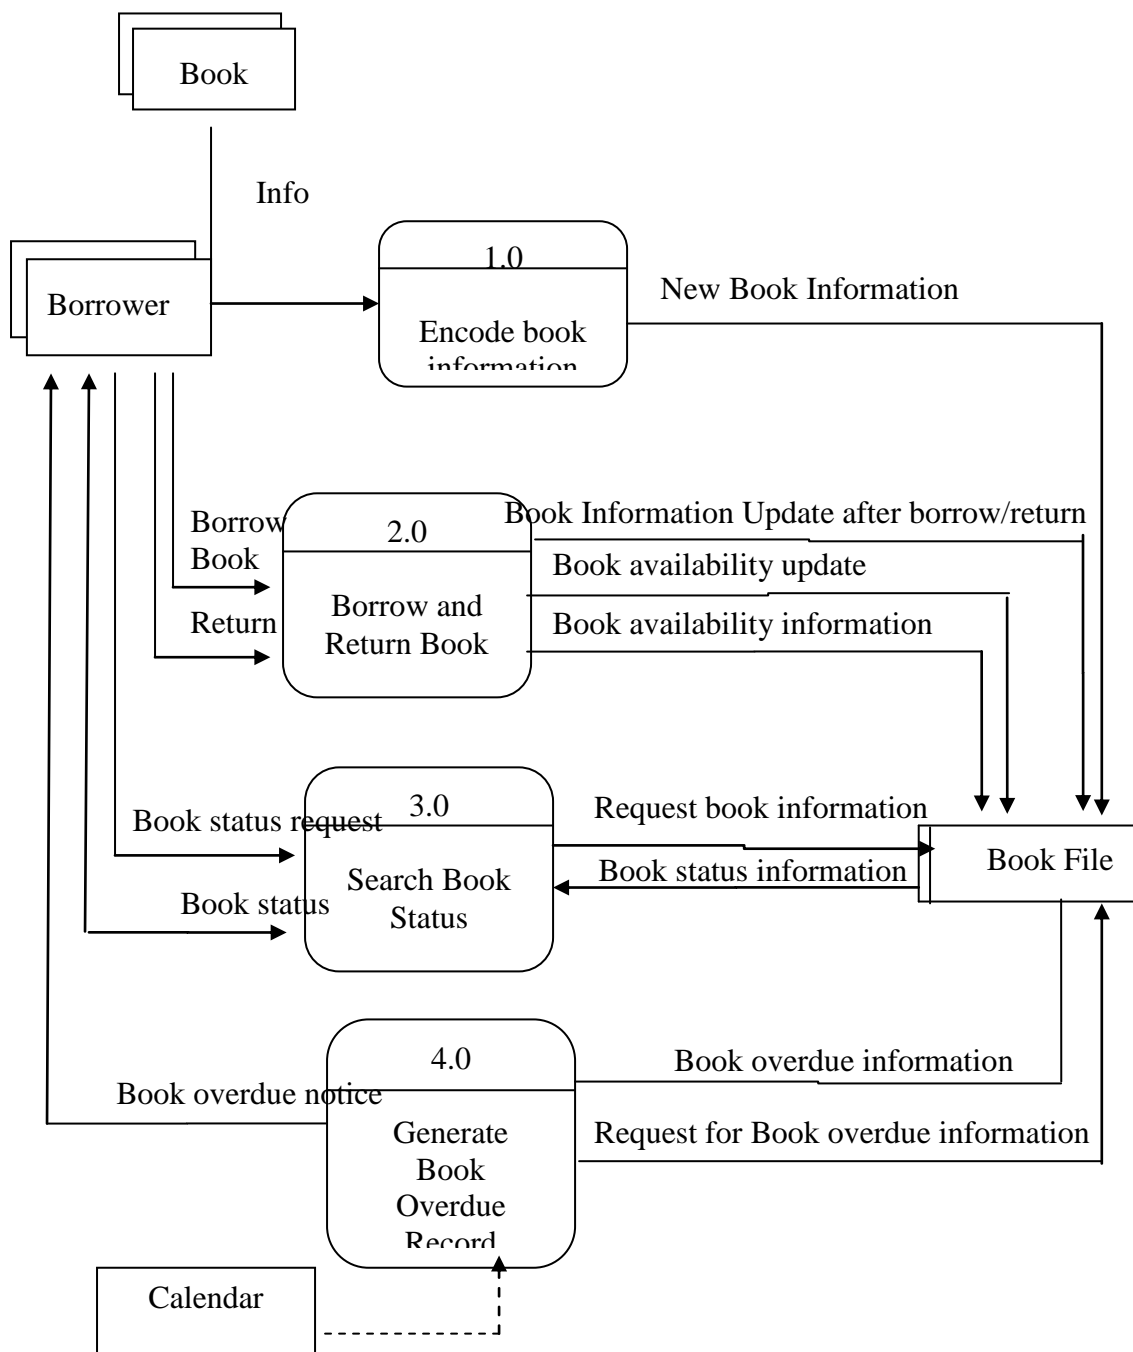 Book
Info
Borrower
1.0
Encode book
information
New Book Information
Borrow
Book
Return
2.0
Borrow and
Return Book
Book Information Update after borrow/return
Book availability update
Book availability information
Book status request
Book status
3.0
Search Book
Status
Request book information
Book status information
Book File
Book overdue notice
4.0
Generate
Book
Overdue
Record
Book overdue information
Request for Book overdue information
Calendar